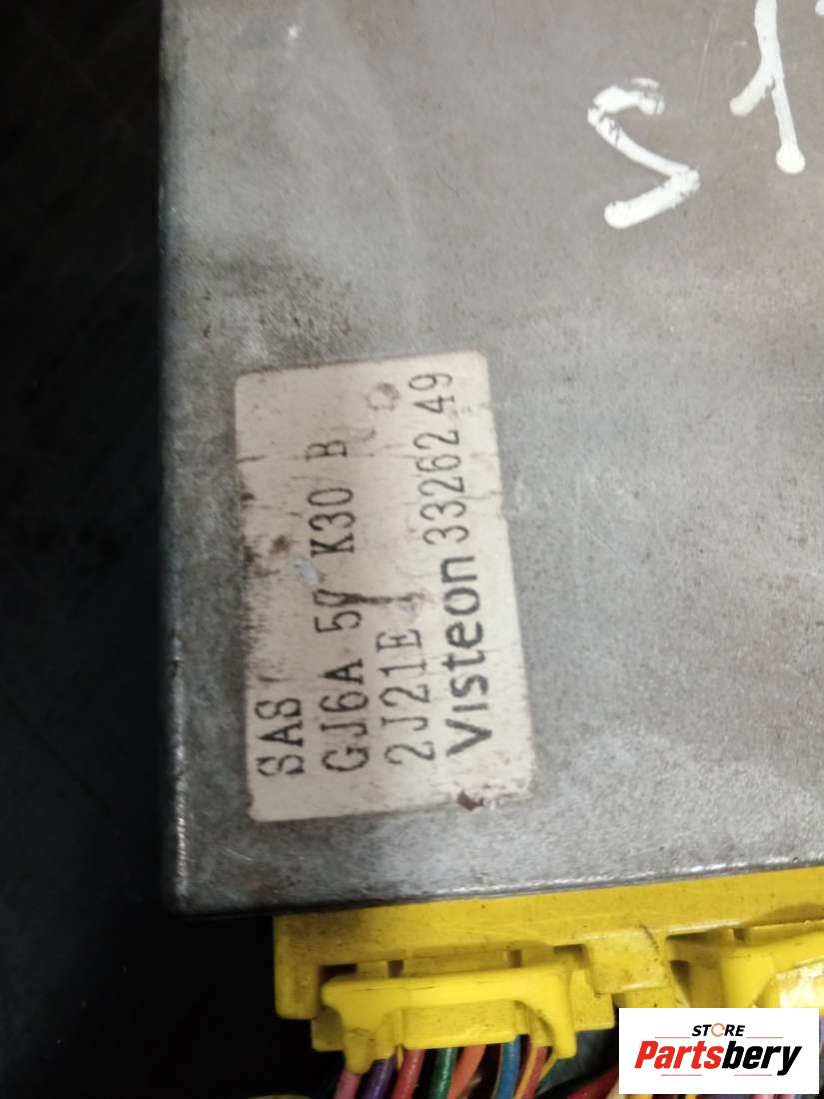 SAS
GJ6A 57 K30 B
2J21E
Visteon 33262 49
STORE
Partsbery